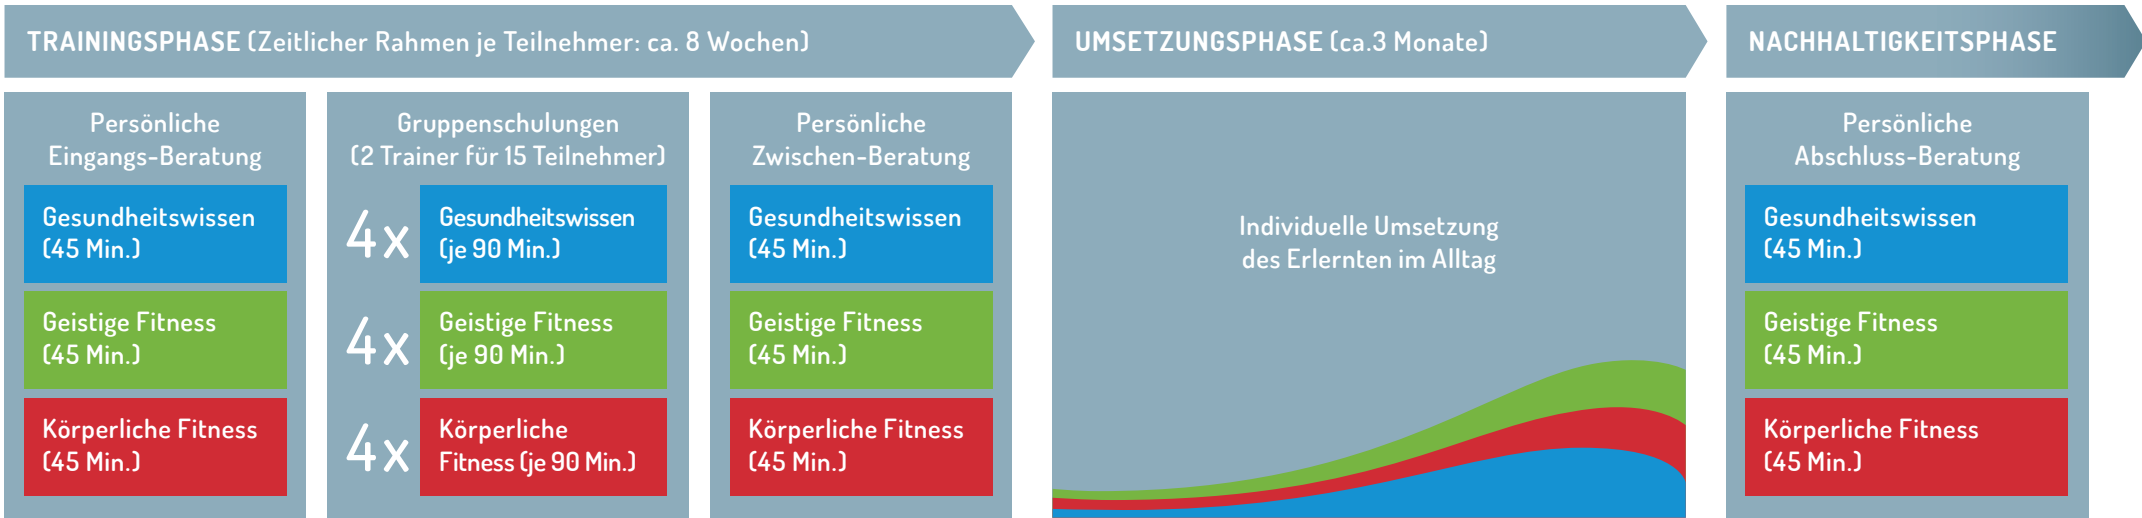 TRAININGSPHASE (Zeitlicher Rahmen je Teilnehmer: ca. 8 Wochen)
Persönliche
Eingangs-Beratung
Gesundheitswissen
(45 Min.)
Geistige Fitness
(45 Min.)
Körperliche Fitness
(45 Min.)
Gruppenschulungen
(2 Trainer für 15 Teilnehmer)
4x
Gesundheitswissen
(je 90 Min.)
4x
Geistige Fitness
(je 90 Min.)
4x
Körperliche
Fitness (je 90 Min.)
Persönliche
Zwischen-Beratung
Gesundheitswissen
(45 Min.)
Geistige Fitness
(45 Min.)
Körperliche Fitness
(45 Min.)
UMSETZUNGSPHASE (ca.3 Monate)
Individuelle Umsetzung
des Erlernten im Alltag
NACHHALTIGKEITSPHASE
Persönliche
Abschluss-Beratung
Gesundheitswissen
(45 Min.)
Geistige Fitness
(45 Min.)
Körperliche Fitness
(45 Min.)